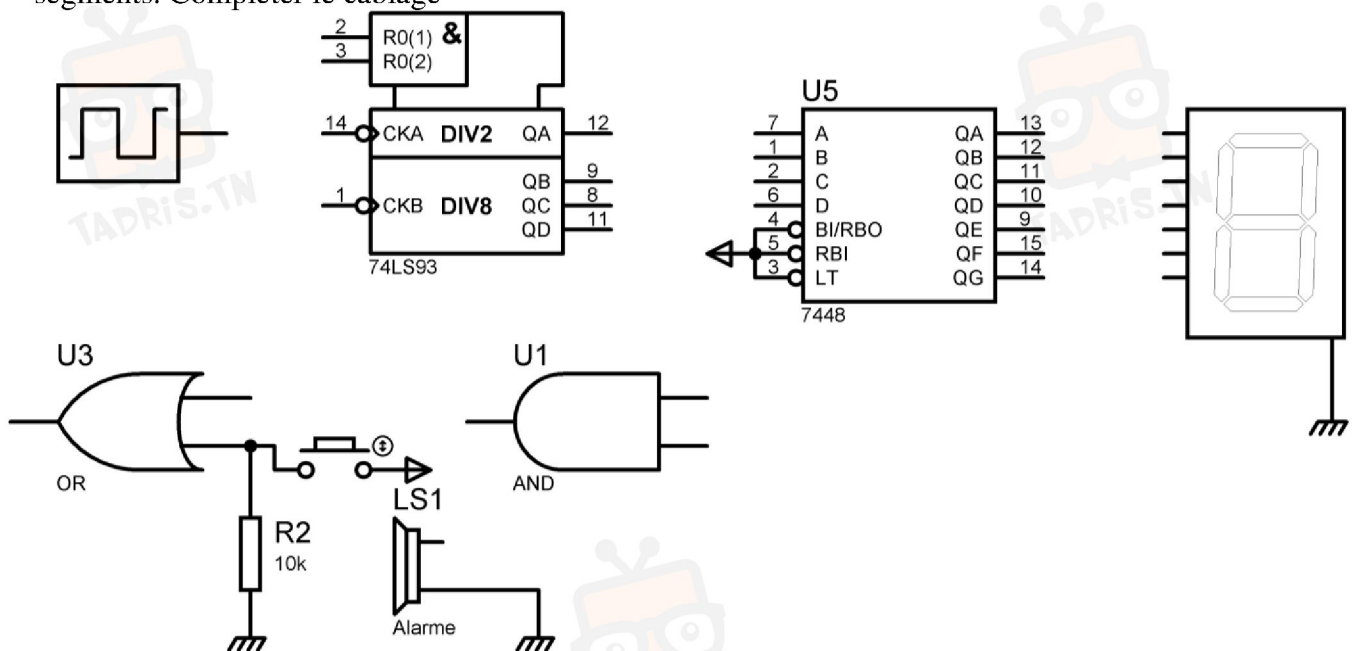 segments. Compléter le câblage
2 R0(1) &
3 R0(2)
14 CKA DIV2 QA 12
QB 9
1 CKB DIV8 QC 8
QD 11
74LS93
U5
7 A QA 13
1 B QB 12
2 C QC 11
6 D QD 10
4 BI/RBO QE 9
5 RBI QF 15
3 LT QG 14
7448
TADRIS.TN
TADRIS.TN
U3
OR
U1
AND
LS1
R2
10k
Alarme